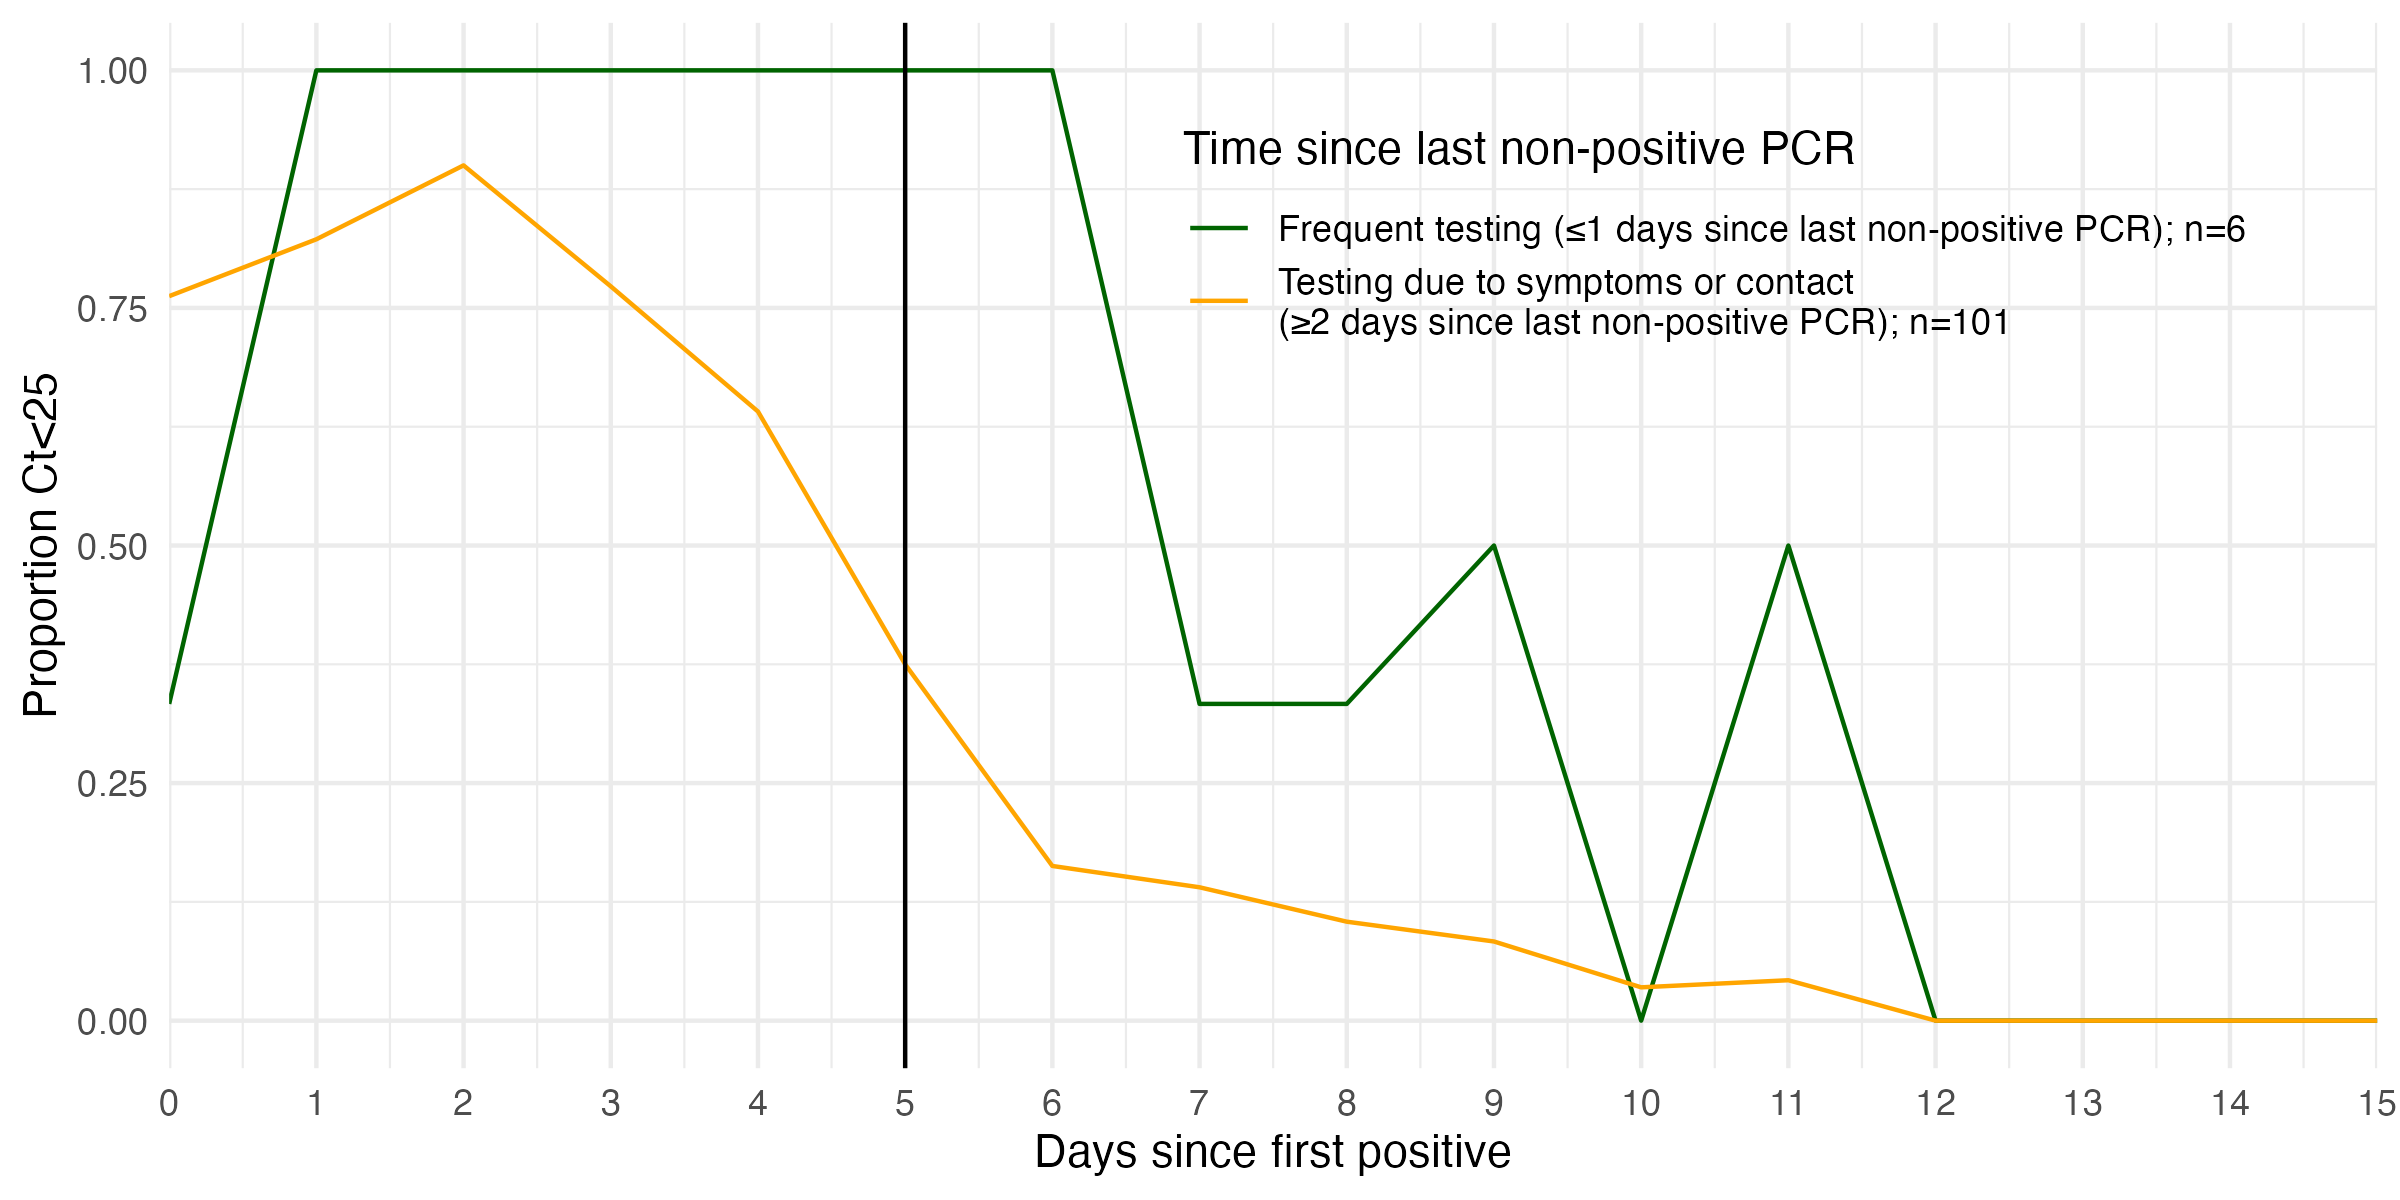 1.00
0.75
0.50
0.25
0.00
Proportion Ct<25
Time since last non-positive PCR
Frequent testing (≤1 days since last non-positive PCR); n=6
Testing due to symptoms or contact
(≥2 days since last non-positive PCR); n=101
0 1 2 3 4 5 6 7 8 9 10 11 12 13 14 15
Days since first positive